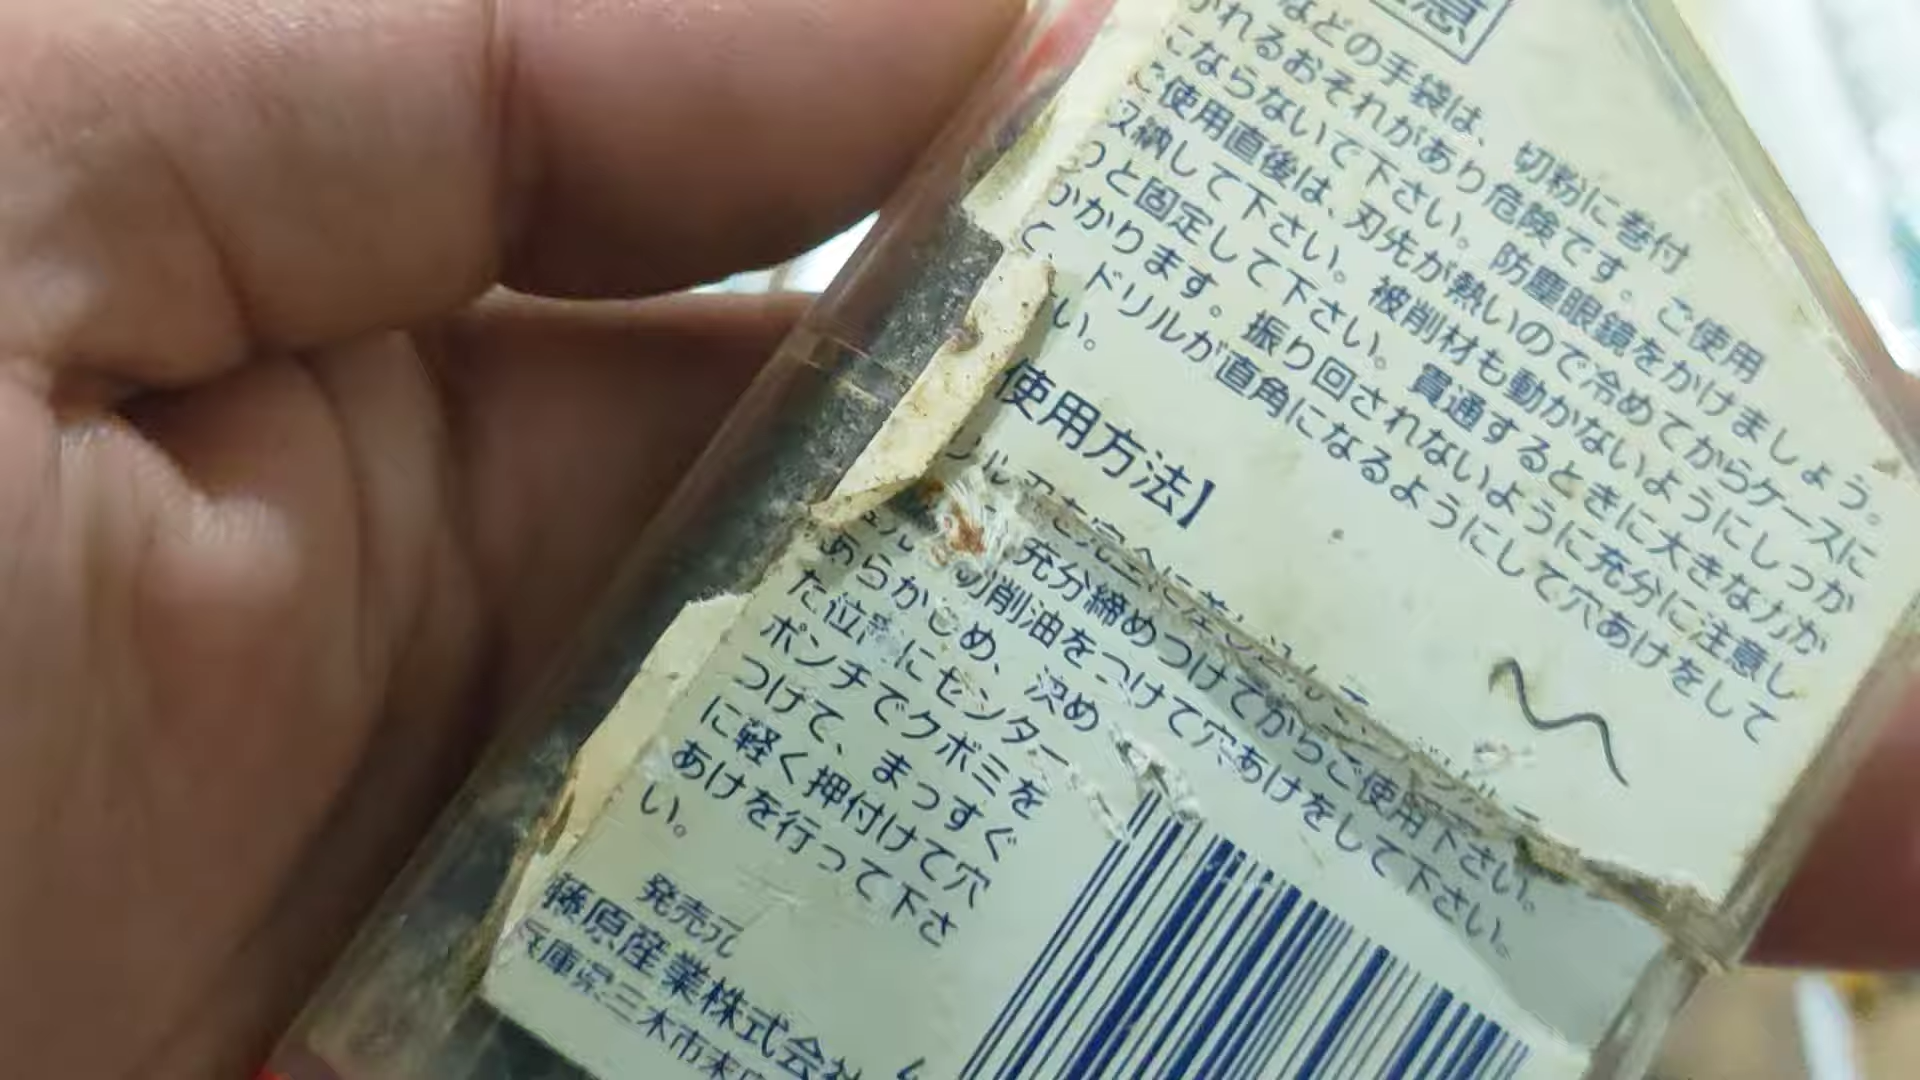 意
などの手袋は、切粉に巻付
かれるおそれがあり危険です。ご使用
にならないで下さい。防塵眼鏡をかけましょう。
ご使用直後は、刃先が熱いので冷めてからケースに
収納して下さい。被削材も動かないようにしっか
りと固定して下さい。貫通するときに大きな力が
かかります。振り回されないように充分に注意し
て、ドリルが直角になるようにして穴あけをして
い。
使用方法】
充分締めつけてからご使用下さい。
切削油をつけて穴あけをして下さい。
あらかじめ、決め
た位置にセンター
ポンチでクボミを
つけて、まっすぐ
に軽く押付けて穴
あけを行って下さ
い。
発売元
藤原産業株式会社
兵庫県三木市末広